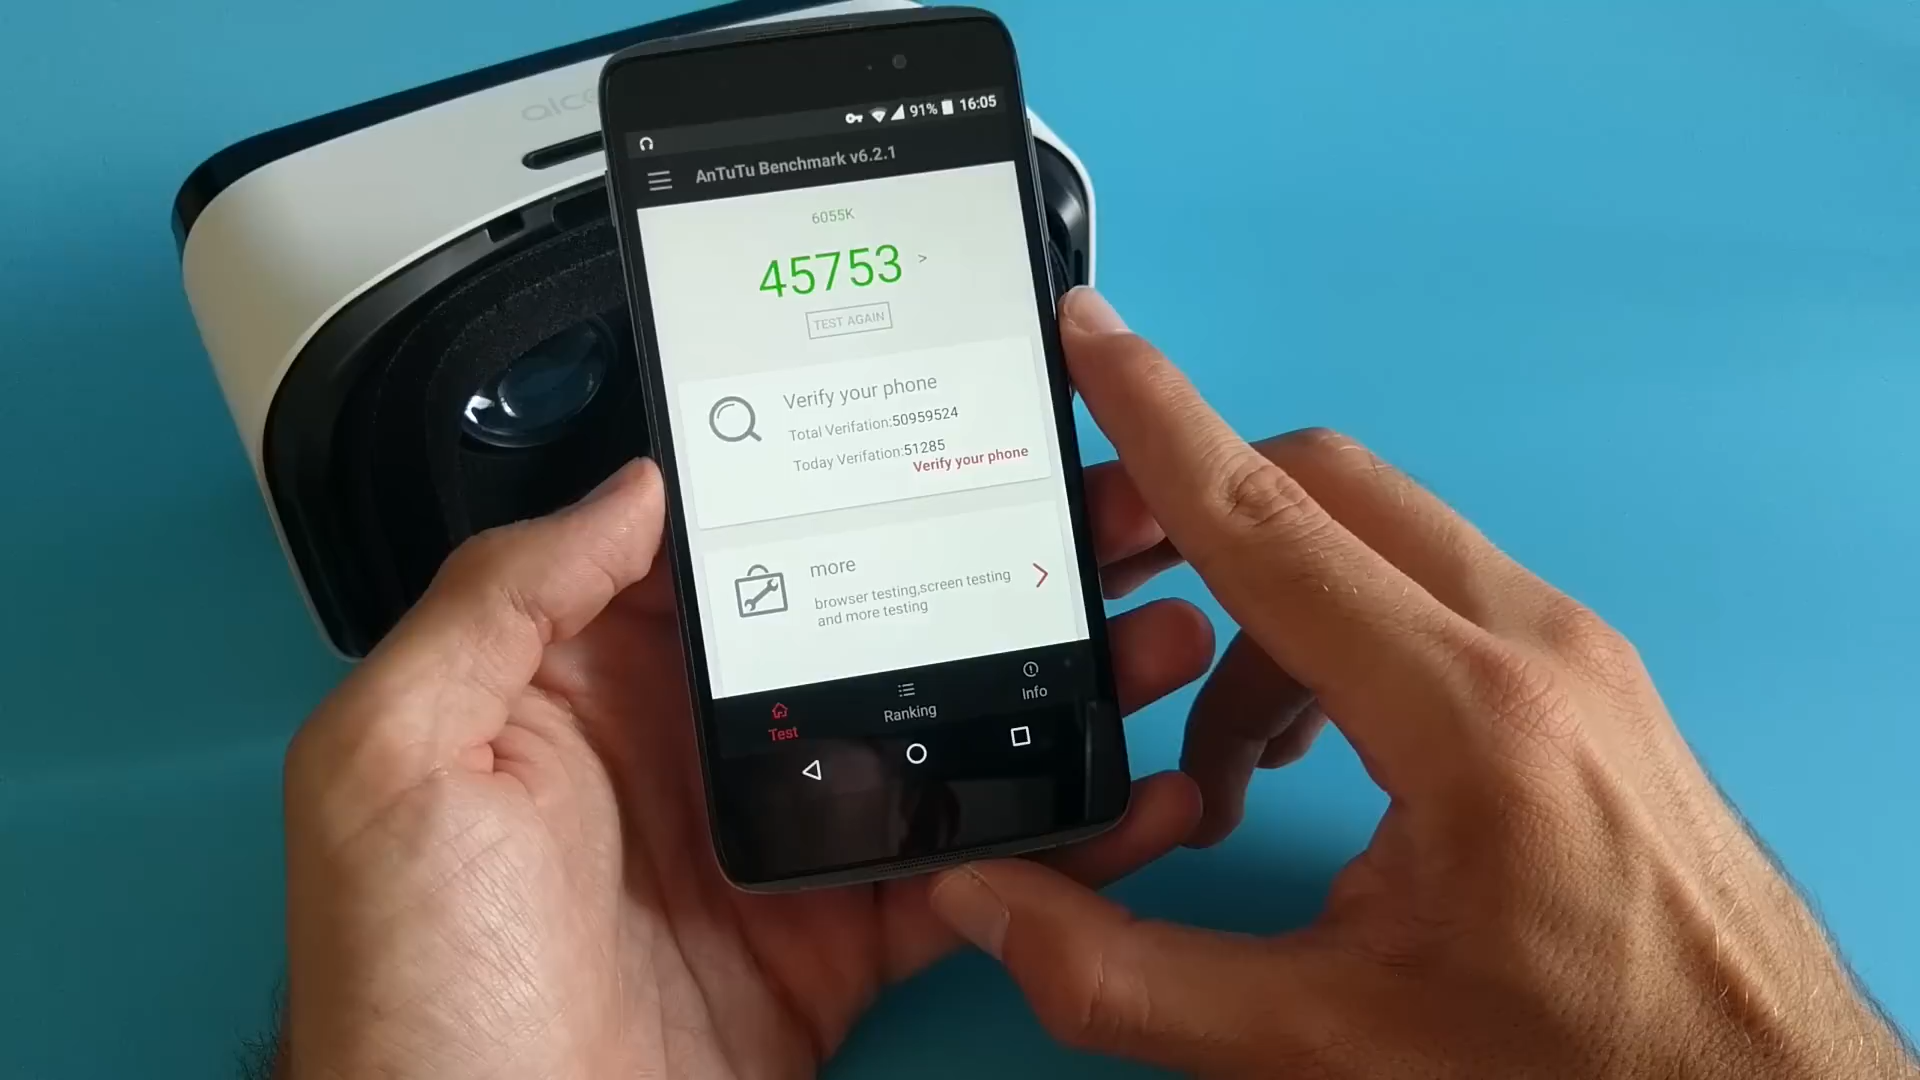 alc
91% 16:05
AnTuTu Benchmark v6.2.1
6055K
45753 >
TEST AGAIN
Verify your phone
Total Verifation:50959524
Today Verifation:51285
Verify your phone
more
browser testing,screen testing
and more testing
Test
Ranking
Info